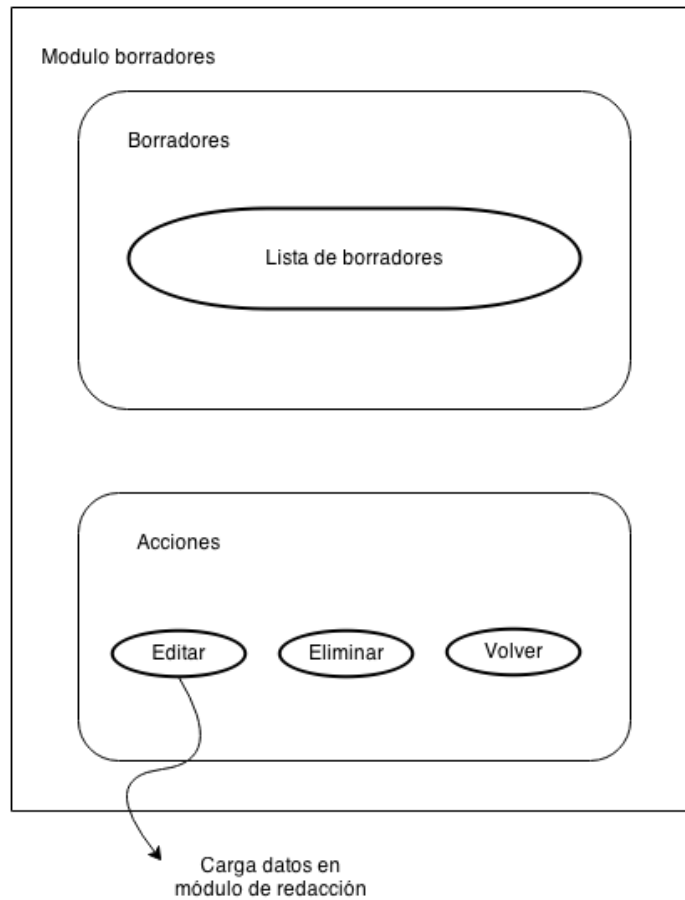 Modulo borradores
Borradores
Lista de borradores
Acciones
Editar
Eliminar
Volver
Carga datos en
módulo de redacción